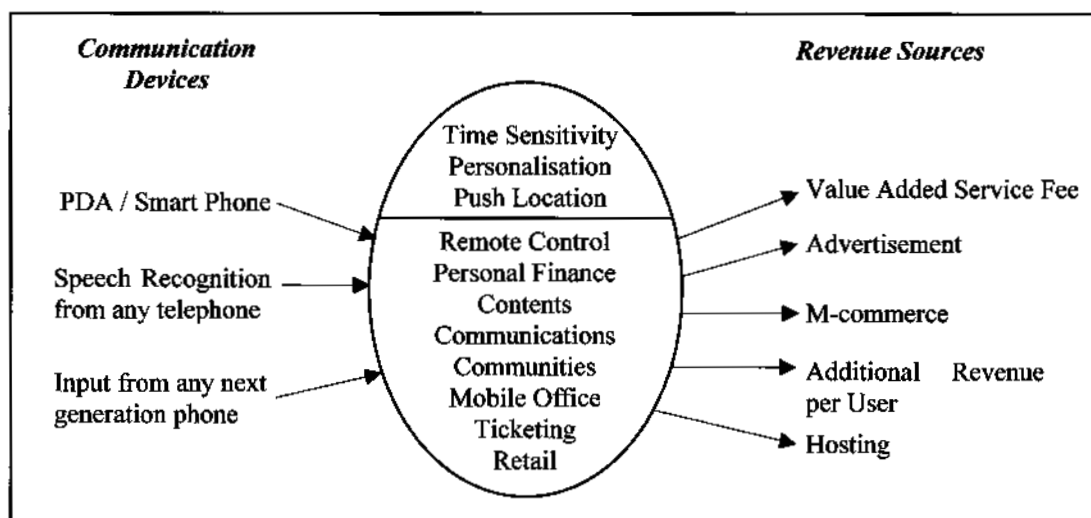 Communication
Devices
PDA / Smart Phone
Speech Recognition
from any telephone
Input from any next
generation phone
Time Sensitivity
Personalisation
Push Location
Remote Control
Personal Finance
Contents
Communications
Communities
Mobile Office
Ticketing
Retail
Revenue Sources
Value Added Service Fee
Advertisement
M-commerce
Additional Revenue
per User
Hosting